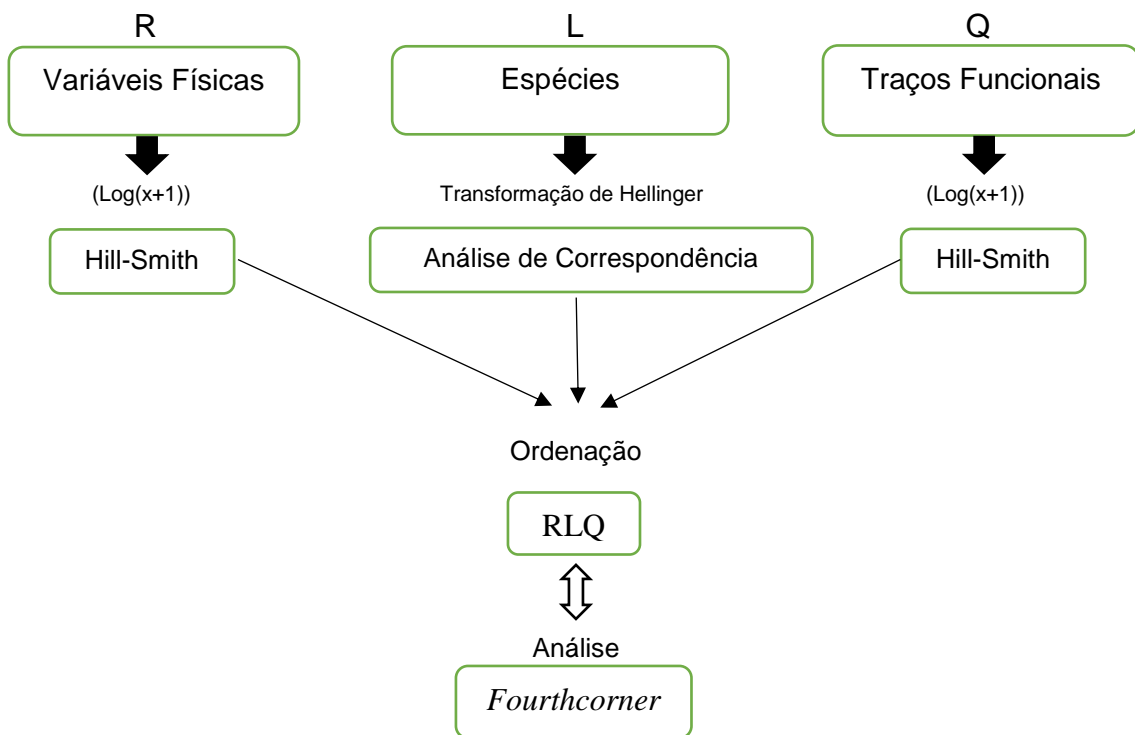 R
L
Q
Variáveis Físicas
Espécies
Traços Funcionais
(Log(x+1))
Transformação de Hellinger
(Log(x+1))
Hill-Smith
Análise de Correspondência
Hill-Smith
Ordenação
RLQ
Análise
Fourthcorner